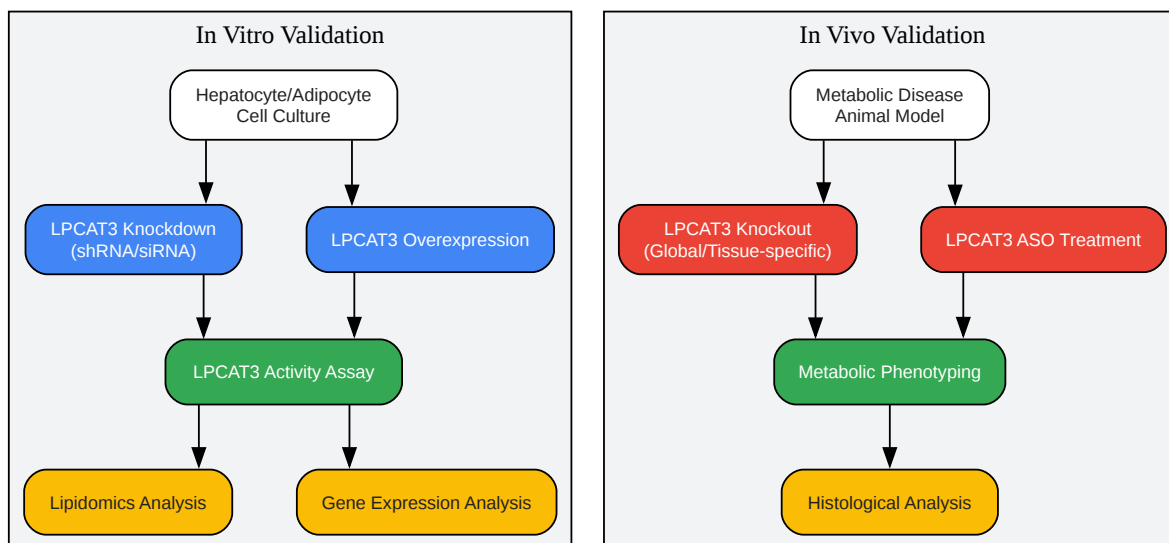 In Vitro Validation
Hepatocyte/Adipocyte
Cell Culture
LPCAT3 Knockdown
(shRNA/siRNA)
LPCAT3 Overexpression
LPCAT3 Activity Assay
Lipidomics Analysis
Gene Expression Analysis
In Vivo Validation
Metabolic Disease
Animal Model
LPCAT3 Knockout
(Global/Tissue-specific)
LPCAT3 ASO Treatment
Metabolic Phenotyping
Histological Analysis